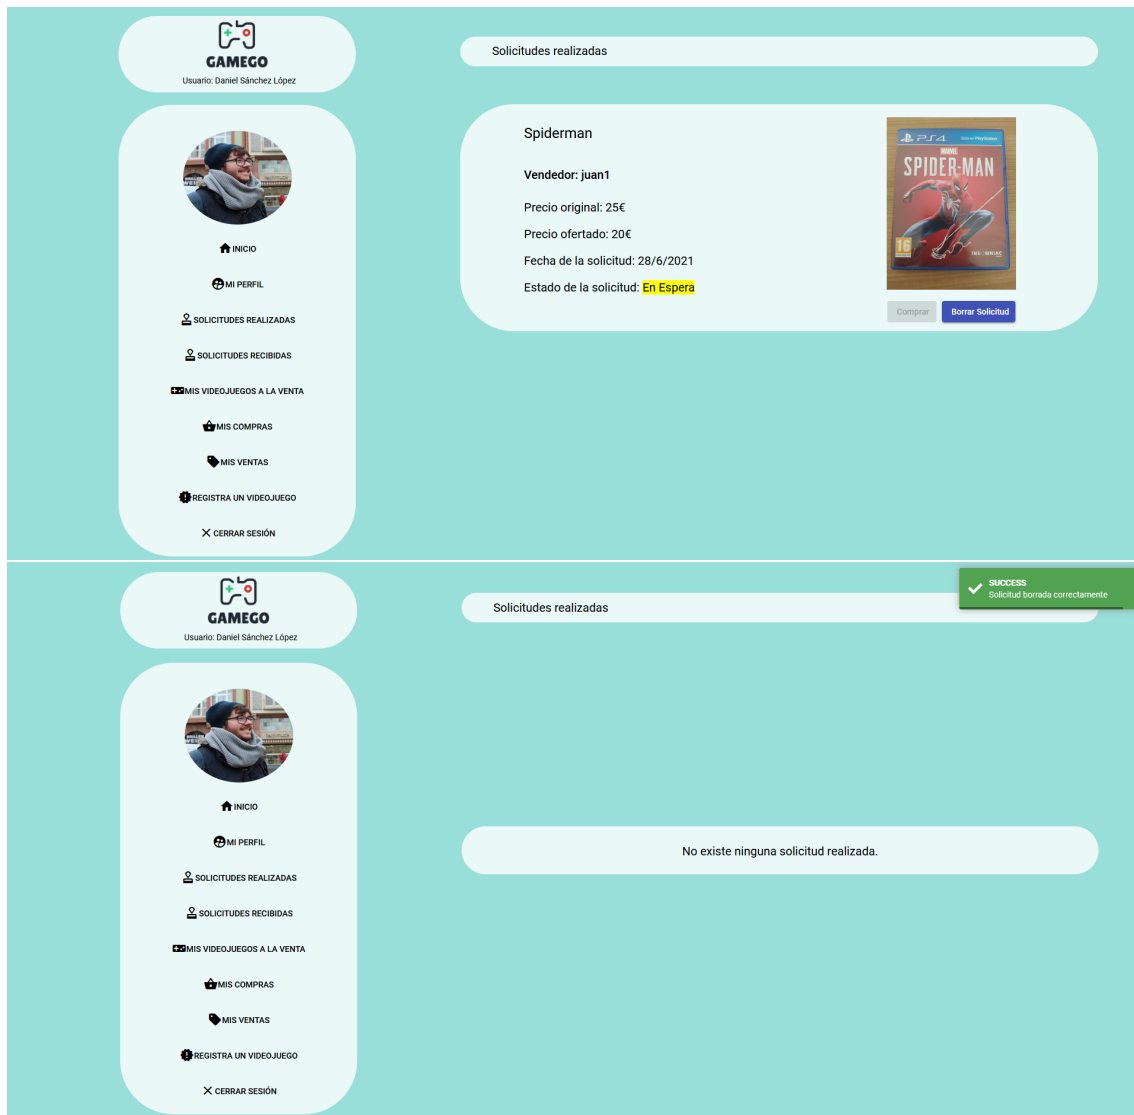 GAMEGO
Usuario: Daniel Sánchez López
INICIO
MI PERFIL
SOLICITUDES REALIZADAS
SOLICITUDES RECIBIDAS
MIS VIDEOJUEGOS A LA VENTA
MIS COMPRAS
MIS VENTAS
REGISTRA UN VIDEOJUEGO
CERRAR SESIÓN
Solicitudes realizadas
Spiderman
Vendedor: juan1
Precio original: 25€
Precio ofertado: 20€
Fecha de la solicitud: 28/6/2021
Estado de la solicitud: En Espera
PS4
MARVEL
SPIDER-MAN
16
INSOMNIAC
Comprar
Borrar Solicitud
GAMEGO
Usuario: Daniel Sánchez López
INICIO
MI PERFIL
SOLICITUDES REALIZADAS
SOLICITUDES RECIBIDAS
MIS VIDEOJUEGOS A LA VENTA
MIS COMPRAS
MIS VENTAS
REGISTRA UN VIDEOJUEGO
CERRAR SESIÓN
Solicitudes realizadas
SUCCESS
Solicitud borrada correctamente
No existe ninguna solicitud realizada.